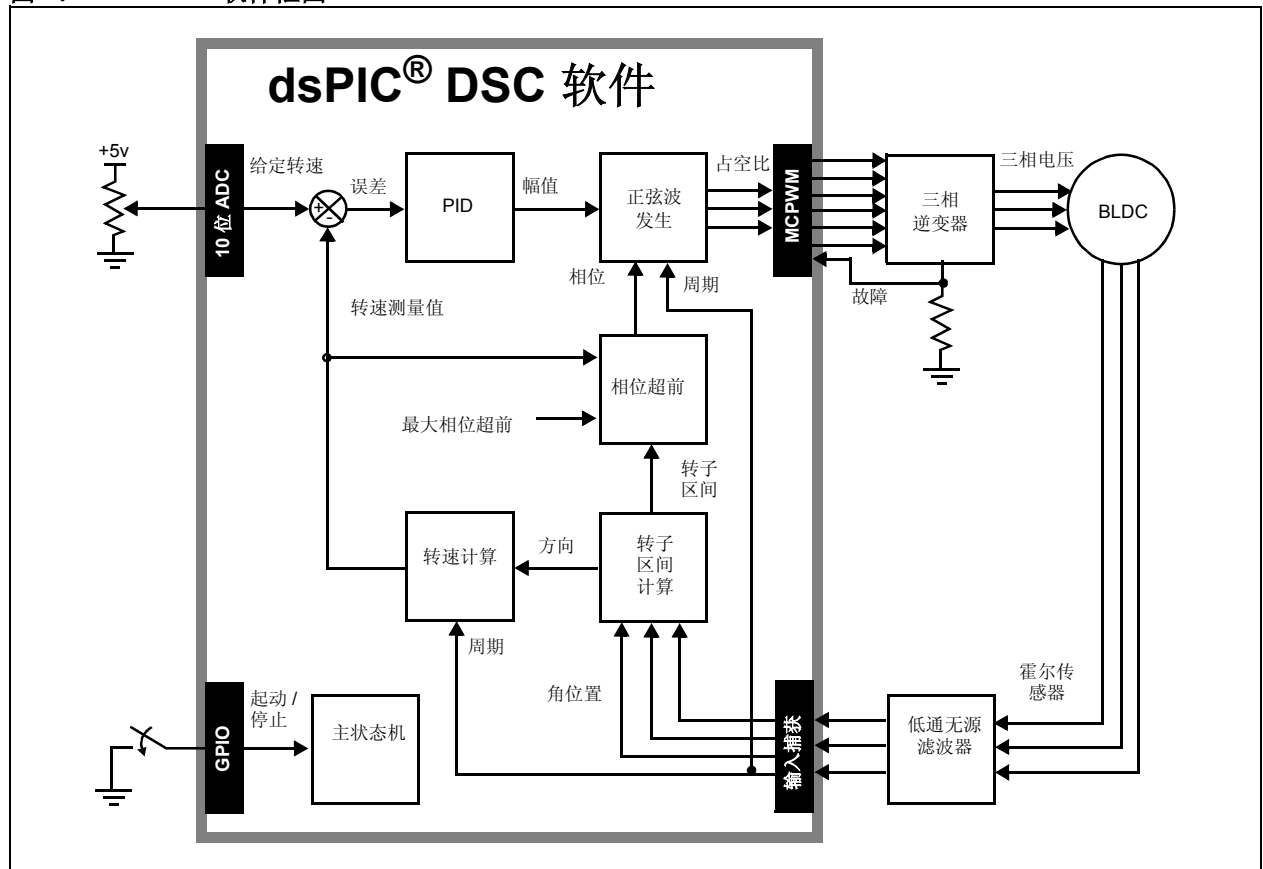 dsPIC® DSC 软件
+5v
10 位 ADC
给定转速
误差
PID
幅值
正弦波
发生
占空比
MCPWM
三相
逆变器
三相电压
BLDC
相位
周期
故障
转速测量值
相位超前
最大相位超前
转子
区间
转速计算
方向
转子
区间
计算
周期
角位置
霍尔传
感器
GPIO
起动 /
停止
主状态机
输入捕获
低通无源
滤波器